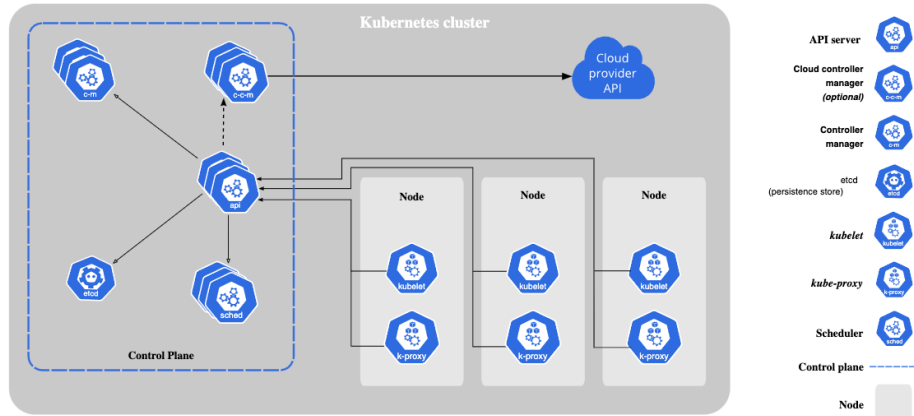 Kubernetes cluster
API server
api
Cloud controller
manager
(optional)
c-c-m
Controller
manager
c-m
etcd
(persistence store)
etcd
kubelet
kubelet
kube-proxy
k-proxy
Scheduler
sched
Control plane
Node
c-m
c-c-m
Cloud
provider
API
api
etcd
sched
Control Plane
Node
Node
Node
kubelet
kubelet
kubelet
k-proxy
k-proxy
k-proxy